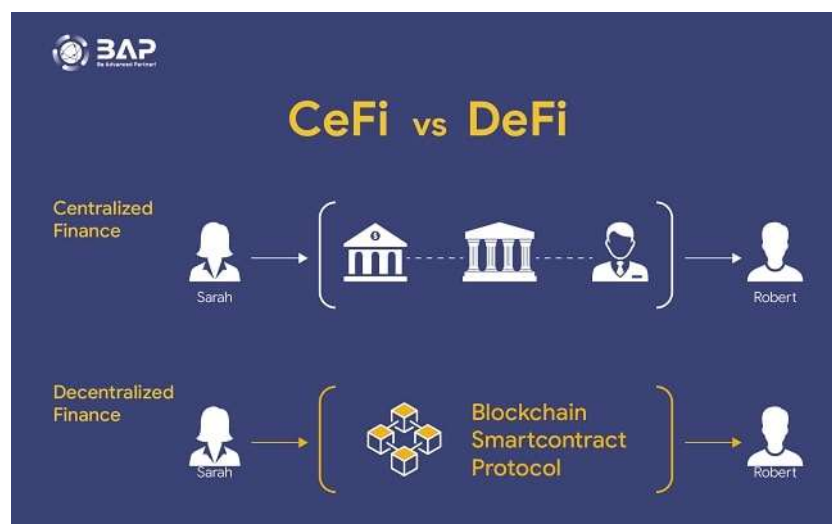 BAP
Be Advanced Partner!
CeFi vs DeFi
Centralized
Finance
Sarah
Robert
Decentralized
Finance
Sarah
Blockchain
Smartcontract
Protocol
Robert